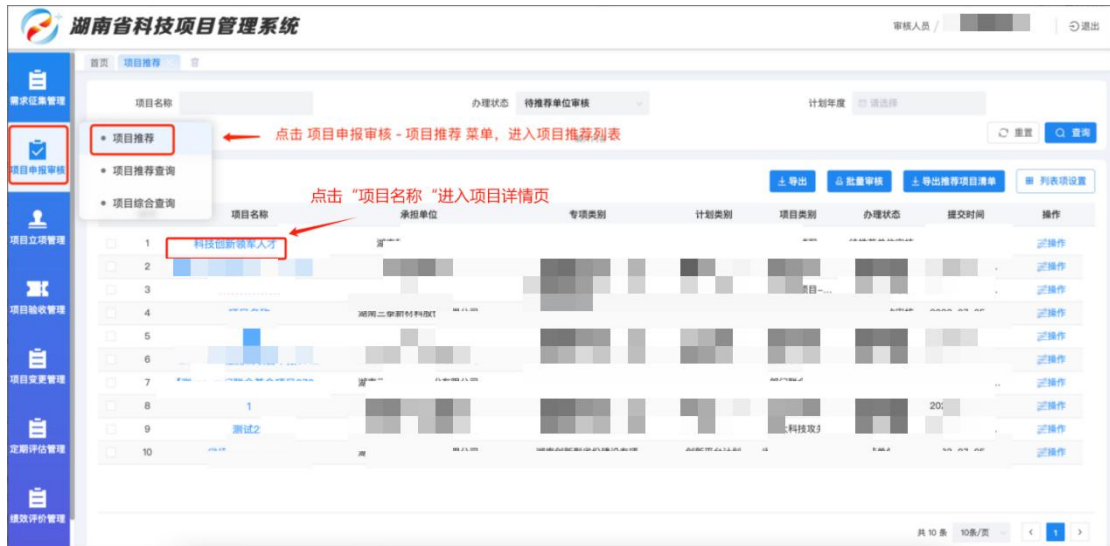 湖南省科技项目管理系统
审核人员 /
退出
首页 项目推荐
需求征集管理
项目名称
办理状态 待推荐单位审核
计划年度 请选择
项目推荐
点击 项目申报审核 - 项目推荐 菜单，进入项目推荐列表
重置 查询
项目申报审核
项目推荐查询
项目综合查询
点击“项目名称“进入项目详情页
导出 批量审核 导出推荐项目清单 列表项设置
项目名称 承担单位 专项类别 计划类别 项目类别 办理状态 提交时间 操作
项目立项管理
1 科技创新领军人才 操作
2 操作
项目验收管理
3 操作
4 操作
5 操作
项目变更管理
6 操作
7 操作
8 1 操作
定期评估管理
9 测试2 操作
10 操作
绩效评价管理
共 10 条 10条/页 < 1 >